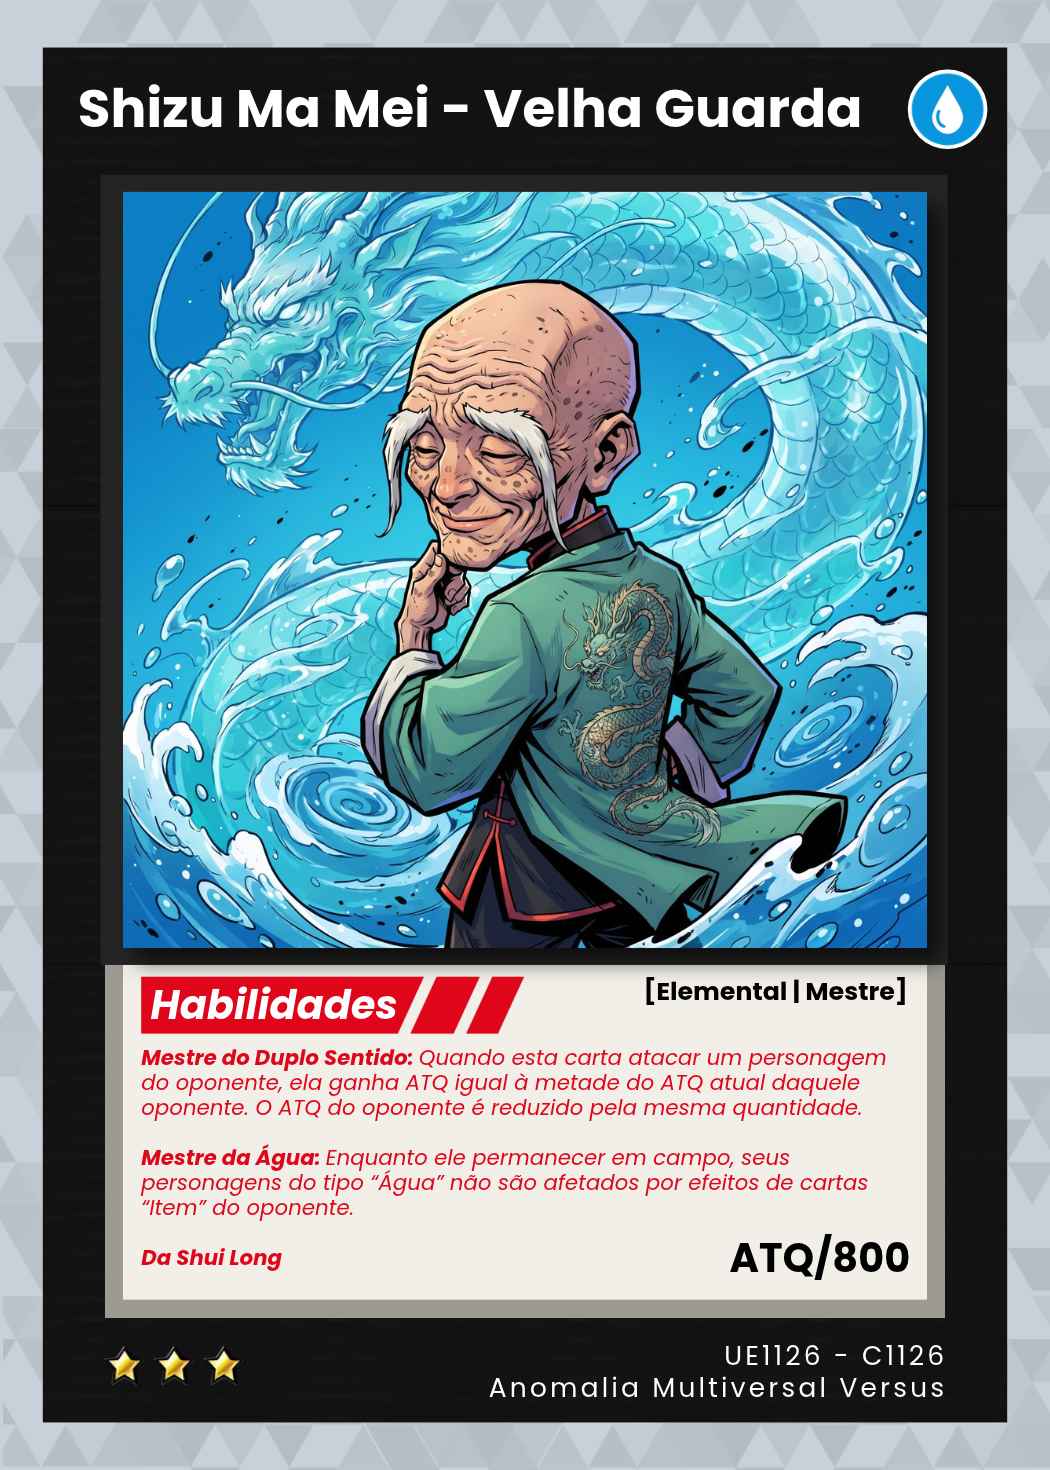 Shizu Ma Mei - Velha Guarda
Habilidades
[Elemental | Mestre]
Mestre do Duplo Sentido: Quando esta carta atacar um personagem
do oponente, ela ganha ATQ igual à metade do ATQ atual daquele
oponente. O ATQ do oponente é reduzido pela mesma quantidade.
Mestre da Água: Enquanto ele permanecer em campo, seus
personagens do tipo “Água” não são afetados por efeitos de cartas
“Item” do oponente.
Da Shui Long
ATQ/800
UE1126 - C1126
Anomalia Multiversal Versus